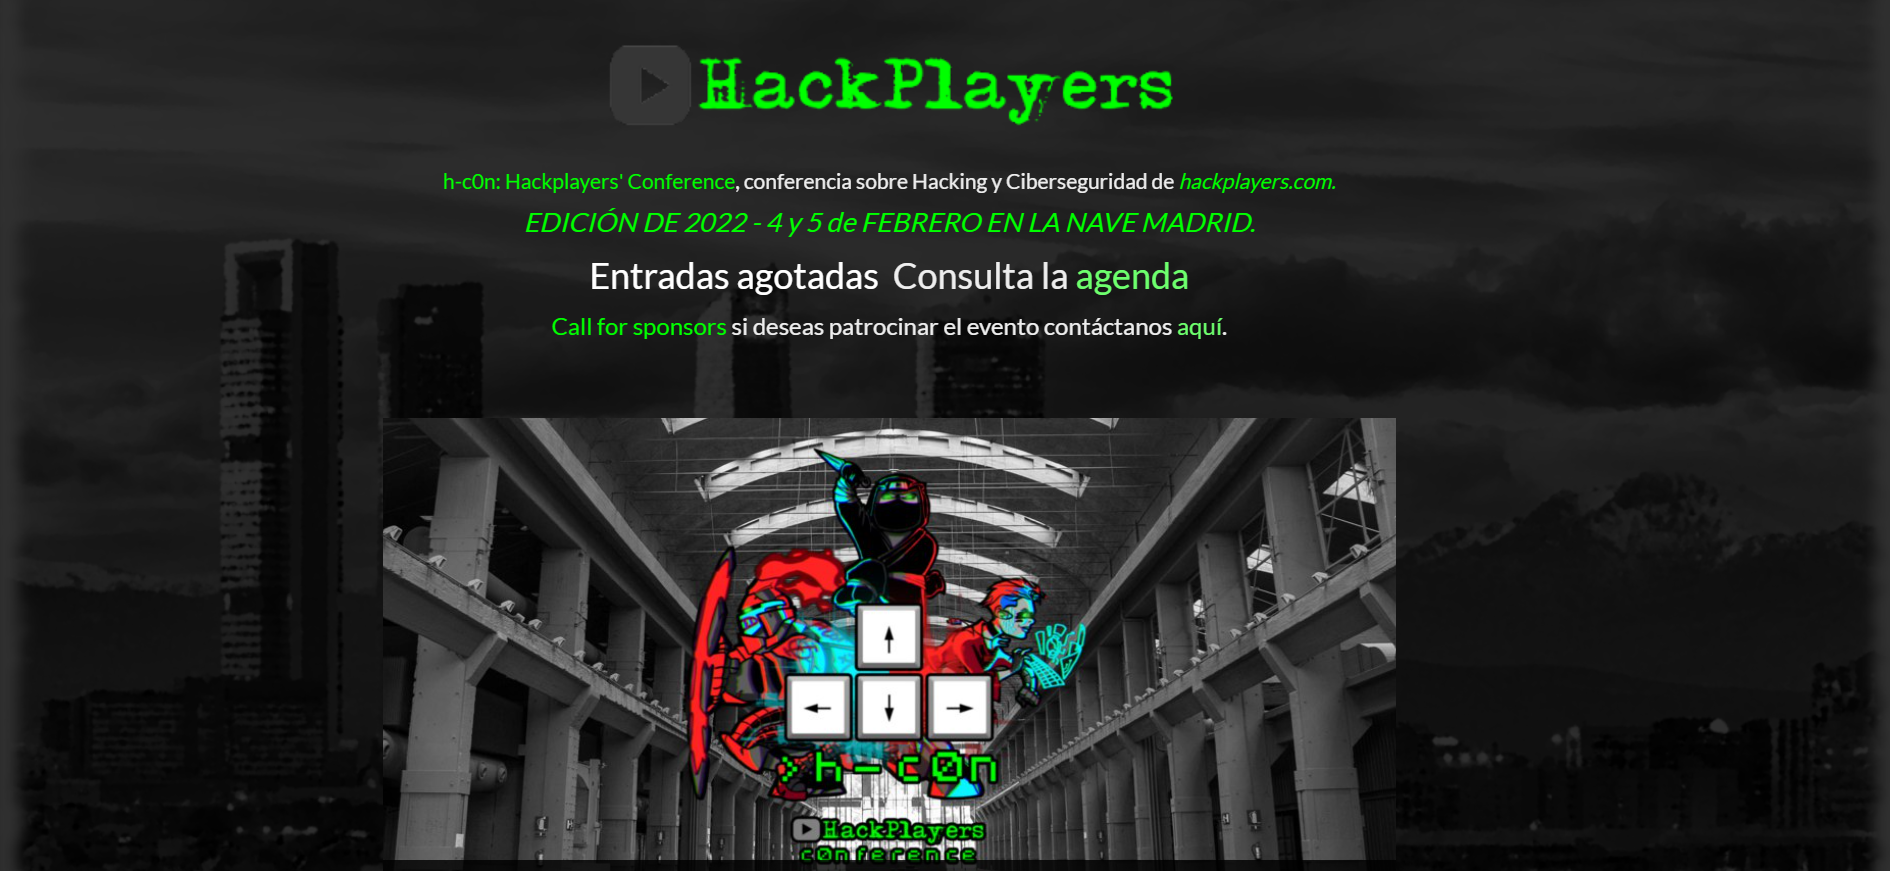 HackPlayers
h-c0n: Hackplayers' Conference, conferencia sobre Hacking y Ciberseguridad de hackplayers.com.
EDICIÓN DE 2022 - 4 y 5 de FEBRERO EN LA NAVE MADRID.
Entradas agotadas Consulta la agenda
Call for sponsors si deseas patrocinar el evento contáctanos aquí.
↑
← ↓ →
>h-c0n
HackPlayers
c0nference